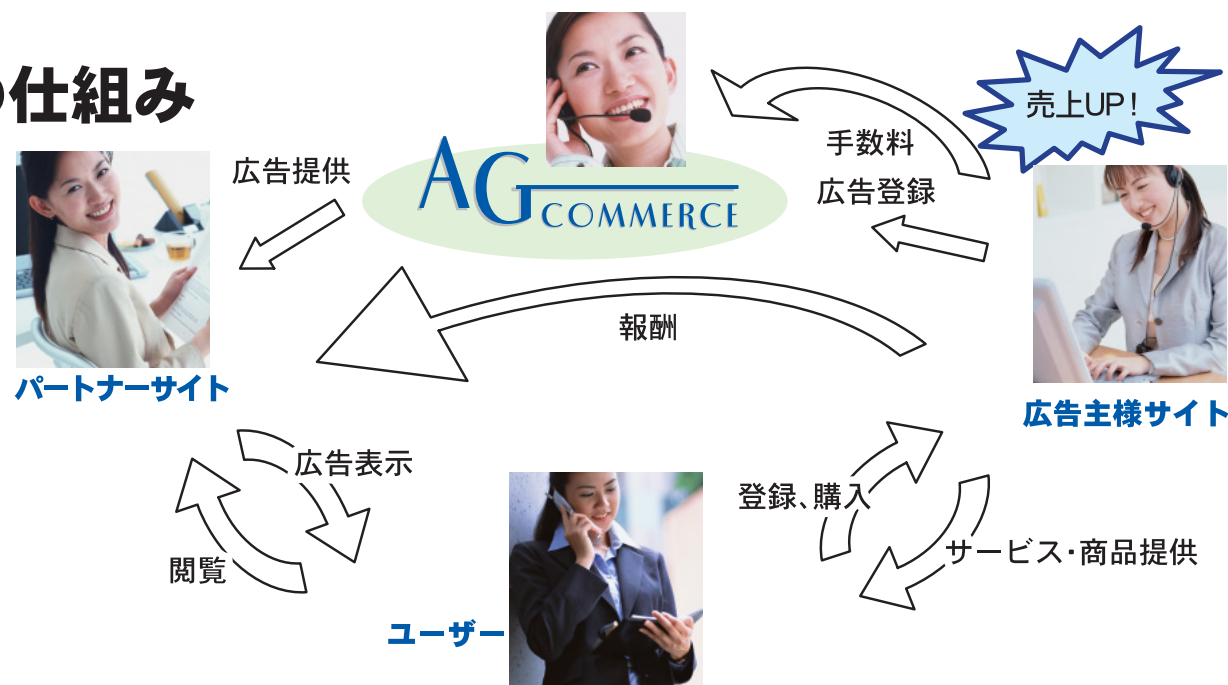 の仕組み
売上UP!
手数料
広告提供
AG COMMERCE
広告登録
報酬
パートナーサイト
広告主様サイト
広告表示
登録、購入
サービス・商品提供
閲覧
ユーザー